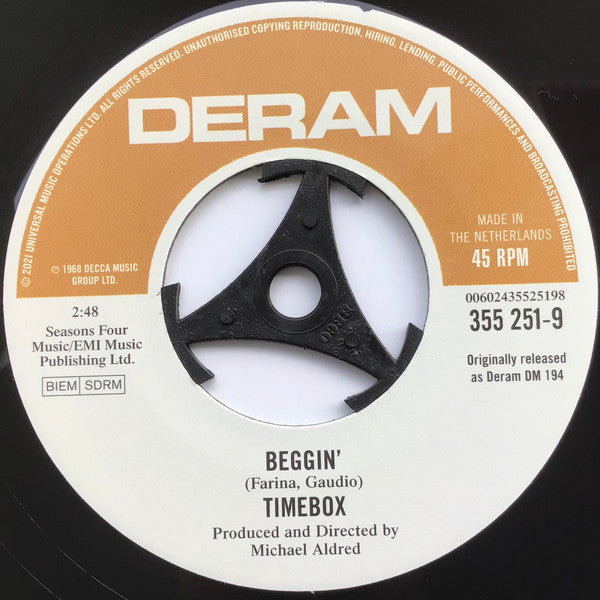 © 2021 UNIVERSAL MUSIC OPERATIONS LTD. ALL RIGHTS RESERVED. UNAUTHORISED COPYING REPRODUCTION, HIRING, LENDING, PUBLIC PERFORMANCES AND BROADCASTING PROHIBITED
DERAM
℗ 1968 DECCA MUSIC
GROUP LTD.
MADE IN
THE NETHERLANDS
45 RPM
2:48
Seasons Four
Music/EMI Music
Publishing Ltd.
BIEM SDRM
00602435525198
355 251-9
Originally released
as Deram DM 194
BEGGIN'
(Farina, Gaudio)
TIMEBOX
Produced and Directed by
Michael Aldred